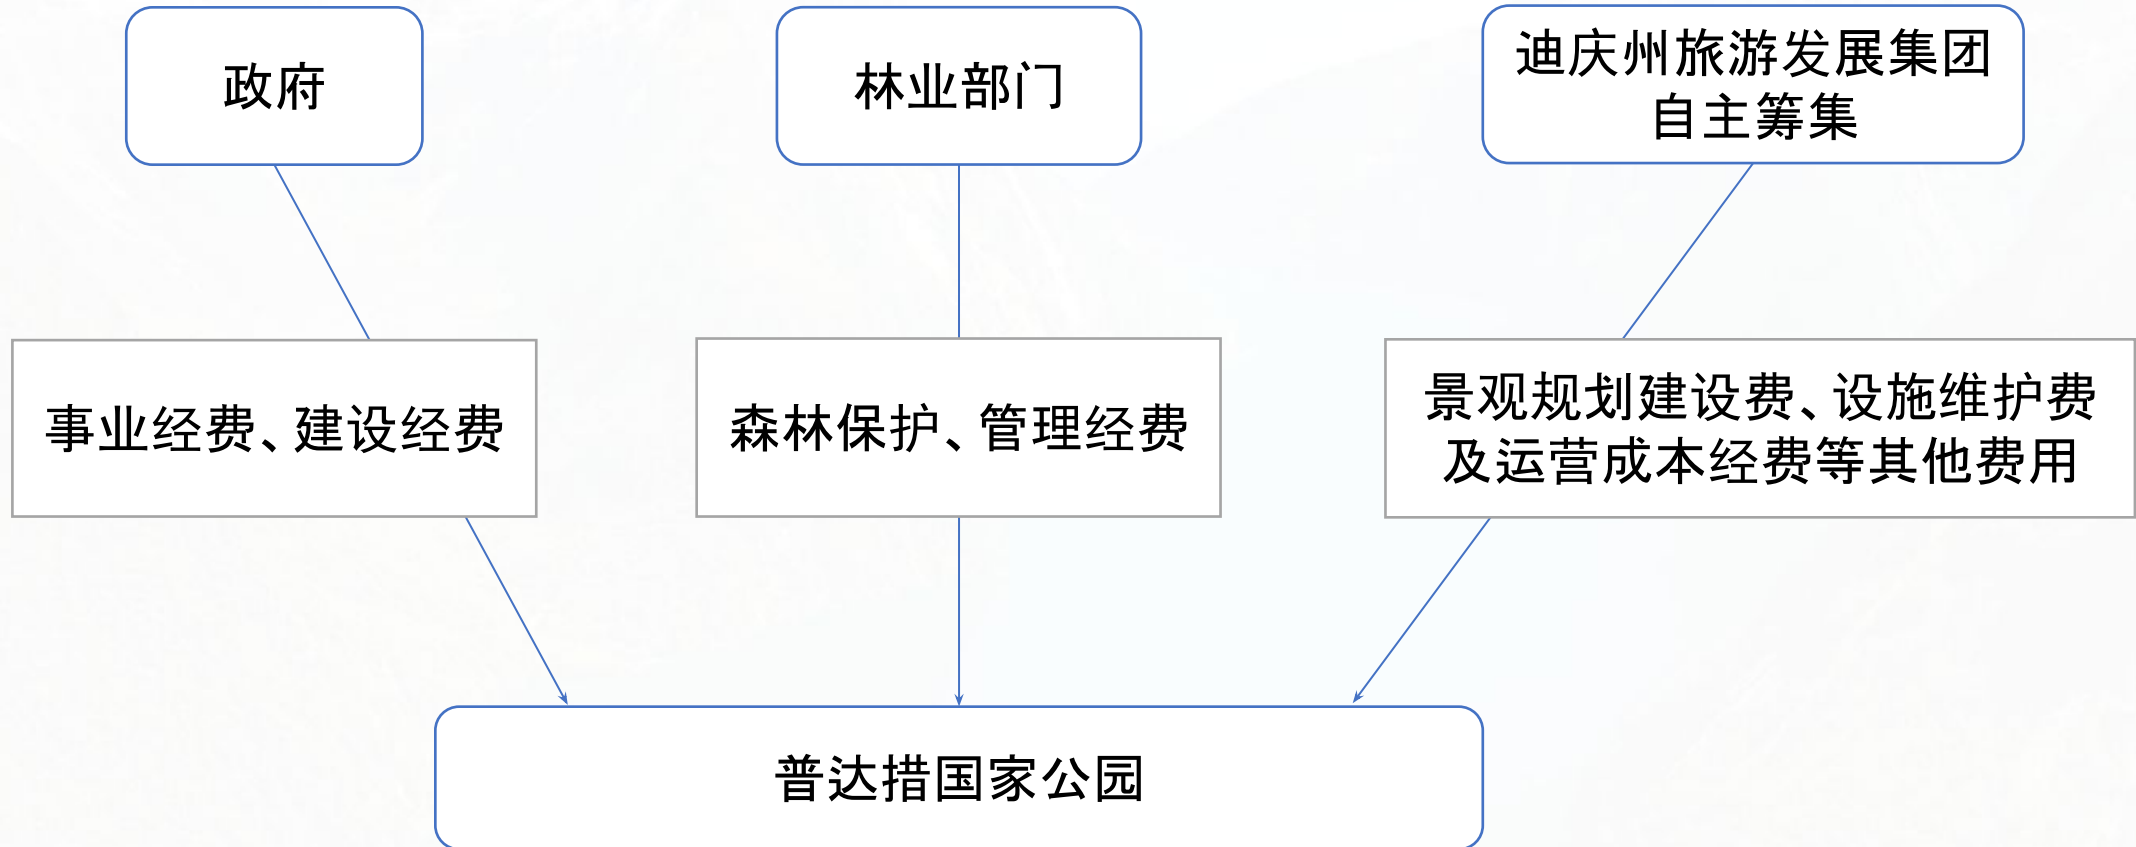 政府
林业部门
迪庆州旅游发展集团
自主筹集
事业经费、建设经费
森林保护、管理经费
景观规划建设费、设施维护费
及运营成本经费等其他费用
普达措国家公园